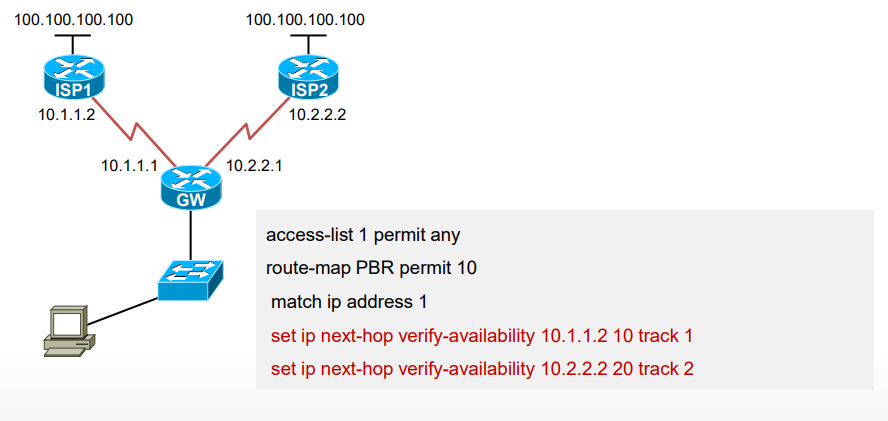 100.100.100.100
100.100.100.100
ISP1
ISP2
10.1.1.2
10.2.2.2
10.1.1.1
10.2.2.1
GW
access-list 1 permit any
route-map PBR permit 10
match ip address 1
set ip next-hop verify-availability 10.1.1.2 10 track 1
set ip next-hop verify-availability 10.2.2.2 20 track 2